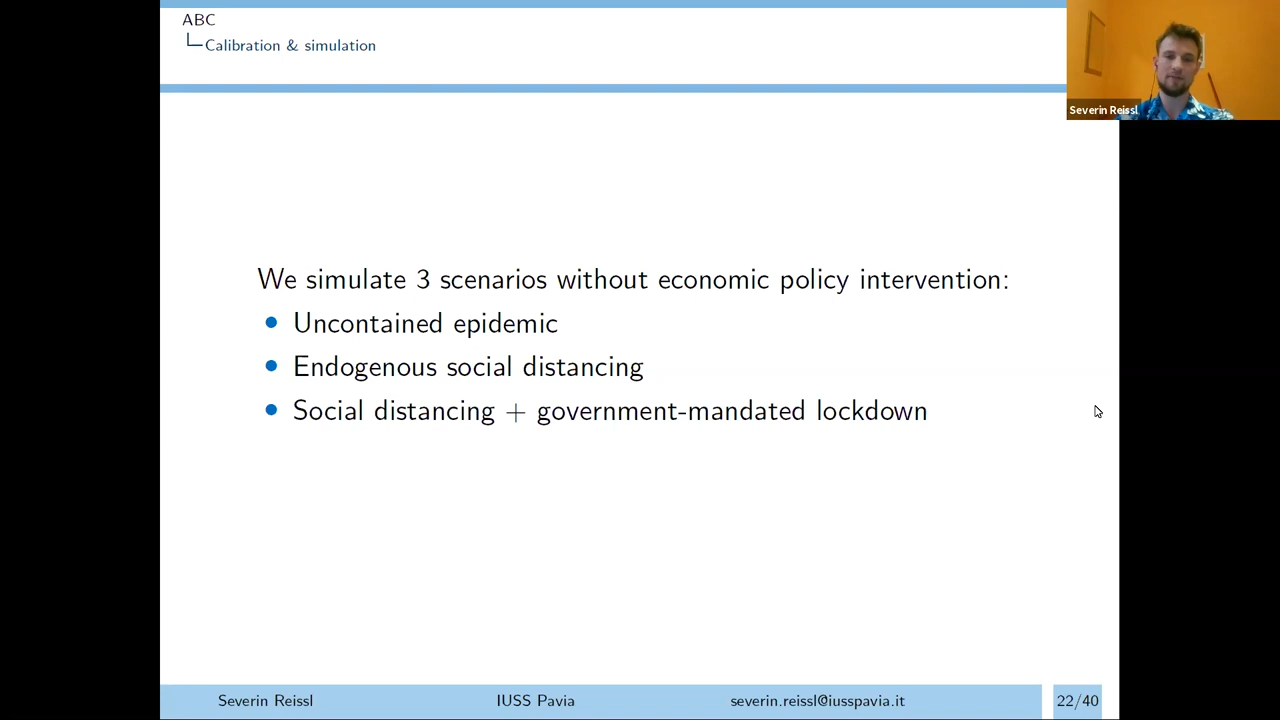 ABC
Calibration & simulation
Severin Reissl
We simulate 3 scenarios without economic policy intervention:
Uncontained epidemic
Endogenous social distancing
Social distancing + government-mandated lockdown
Severin Reissl IUSS Pavia severin.reissl@iusspavia.it 22/40